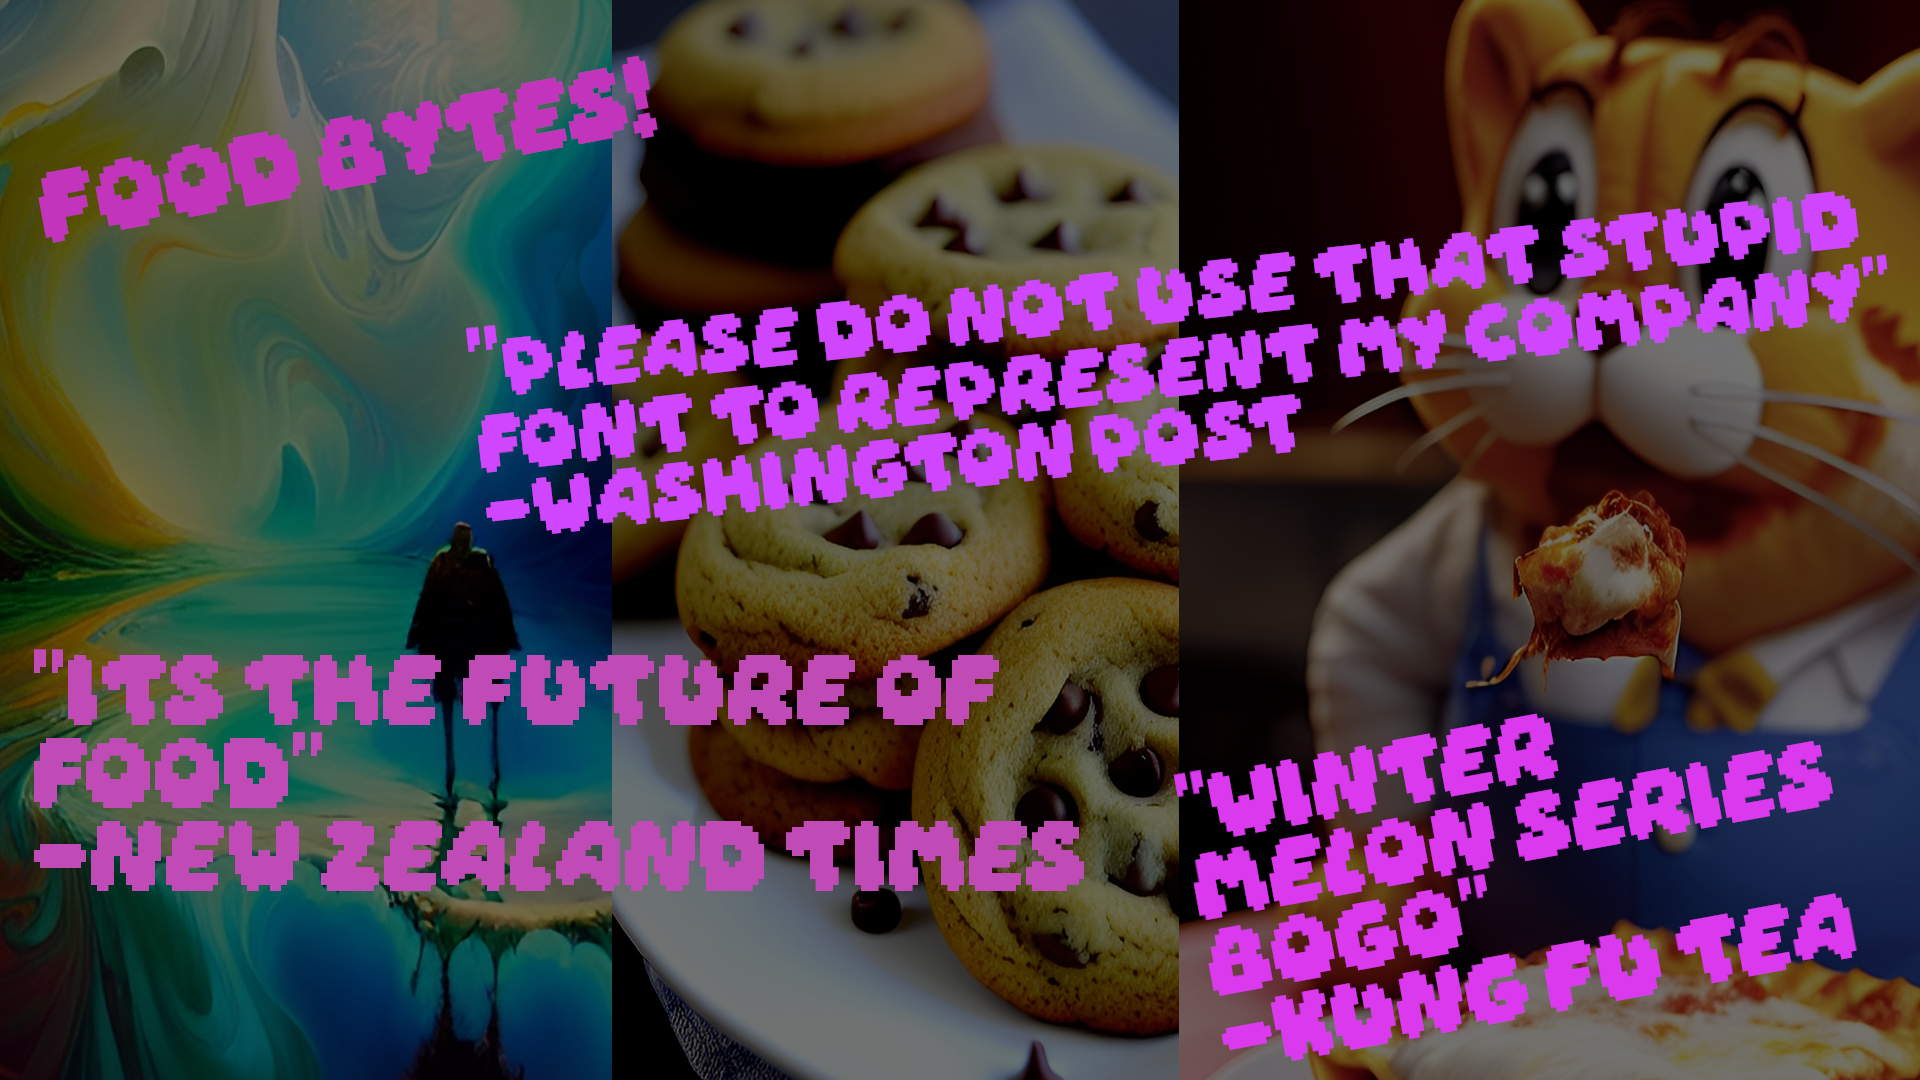 FOOD BYTES!
"PLEASE DO NOT USE THAT STUPID
FONT TO REPRESENT MY COMPANY"
-WASHINGTON POST
"ITS THE FUTURE OF
FOOD"
-NEW ZEALAND TIMES
"WINTER
MELON SERIES
BOGO"
-KUNG FU TEA